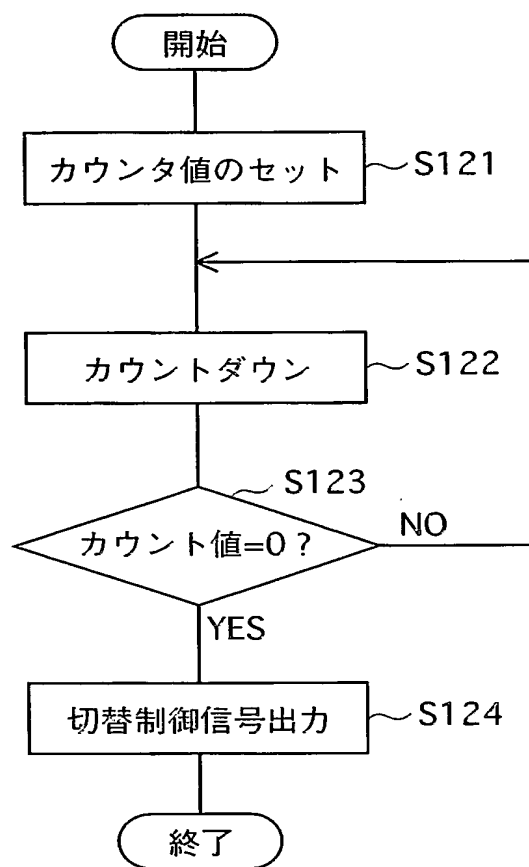 開始
カウンタ値のセット
S121
カウントダウン
S122
S123
カウント値=0？
NO
YES
切替制御信号出力
S124
終了